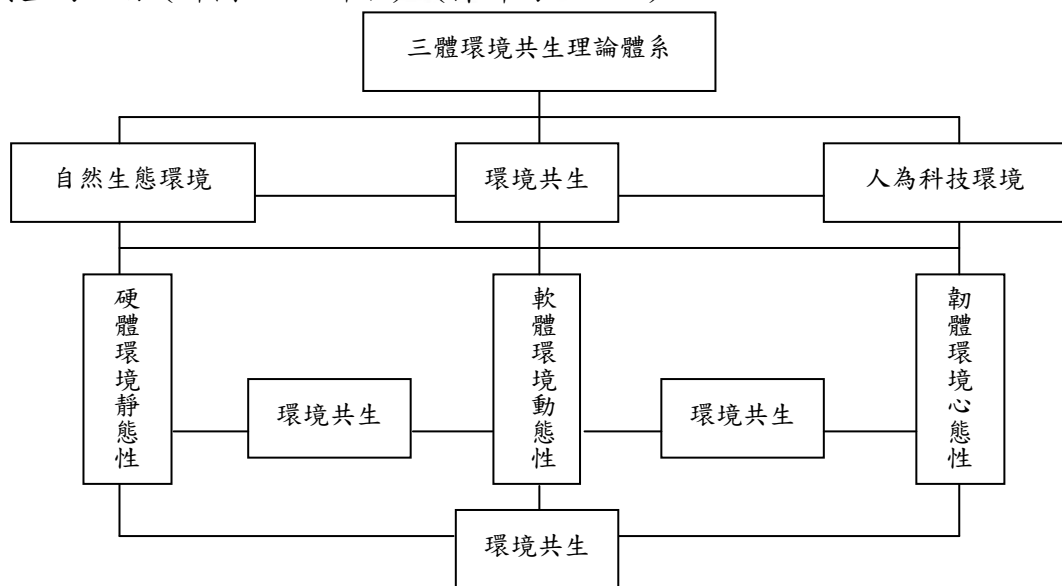 三體環境共生理論體系
自然生態環境
環境共生
人為科技環境
硬體環境靜態性
軟體環境動態性
韌體環境心態性
環境共生
環境共生
環境共生